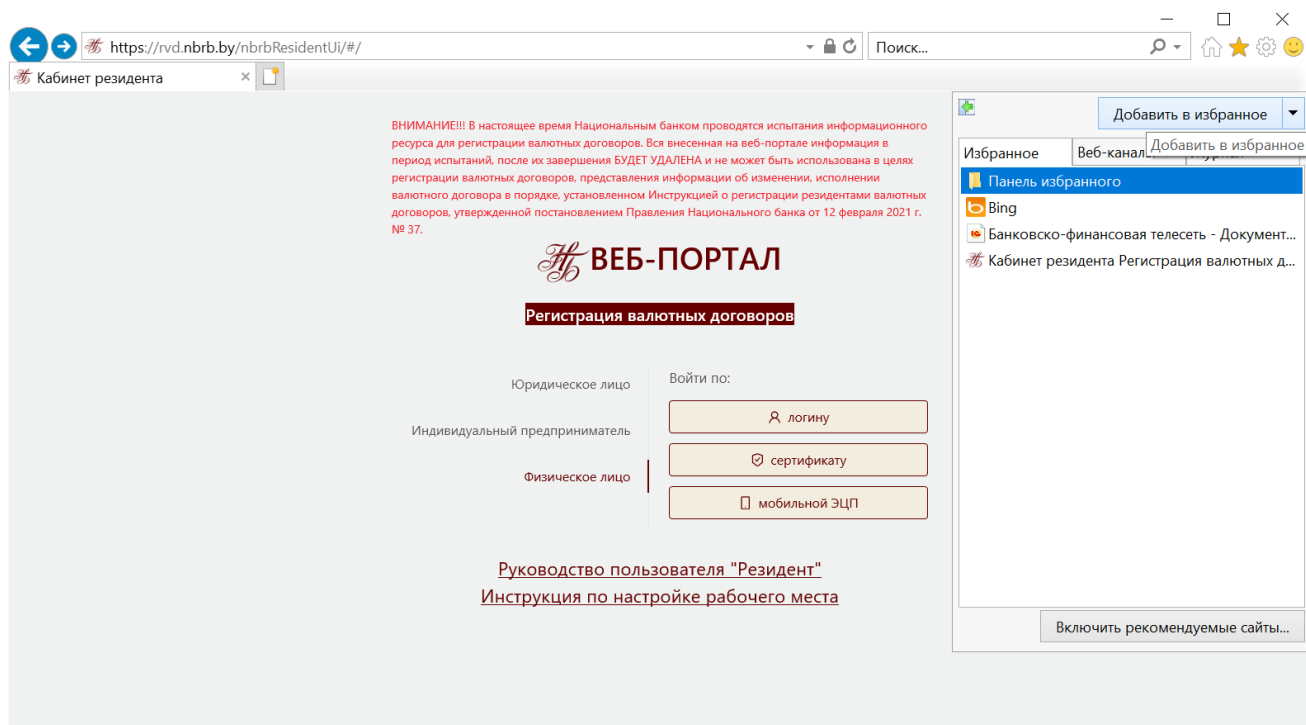 https://rvd.nbrb.by/nbrbResidentUi/#/
Поиск...
Кабинет резидента
ВНИМАНИЕ!!! В настоящее время Национальным банком проводятся испытания информационного
ресурса для регистрации валютных договоров. Вся внесенная на веб-портале информация в
период испытаний, после их завершения БУДЕТ УДАЛЕНА и не может быть использована в целях
регистрации валютных договоров, представления информации об изменении, исполнении
валютного договора в порядке, установленном Инструкцией о регистрации резидентами валютных
договоров, утвержденной постановлением Правления Национального банка от 12 февраля 2021 г.
№ 37.
ВЕБ-ПОРТАЛ
Регистрация валютных договоров
Юридическое лицо
Индивидуальный предприниматель
Физическое лицо
Войти по:
логину
сертификату
мобильной ЭЦП
Руководство пользователя "Резидент"
Инструкция по настройке рабочего места
Добавить в избранное
Добавить в избранное
Избранное
Панель избранного
Bing
Банковско-финансовая телесеть - Документ...
Кабинет резидента Регистрация валютных д...
Включить рекомендуемые сайты...